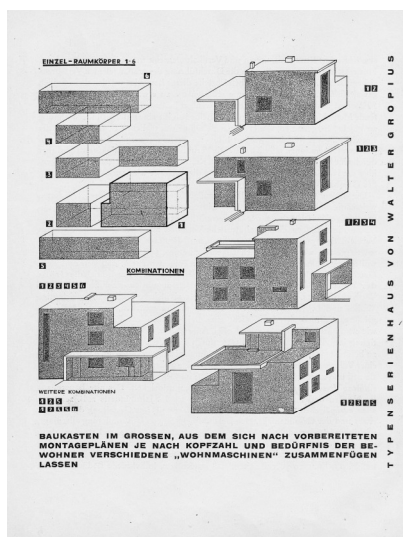 EINZEL-RAUMKÖRPER 1-6
6
4
3
2
1
5
KOMBINATIONEN
1 2
1 2 3
1 2 3 4
1 2 3 4 5 6
1 2 3 4 5
WEITERE KOMBINATIONEN
1 2 5
1 2 3 5 6
BAUKASTEN IM GROSSEN, AUS DEM SICH NACH VORBEREITETEN
MONTAGEPLÄNEN JE NACH KOPFZAHL UND BEDÜRFNIS DER BE-
WOHNER VERSCHIEDENE „WOHNMASCHINEN" ZUSAMMENFÜGEN
LASSEN
TYPENSERIENHAUS VON WALTER GROPIUS